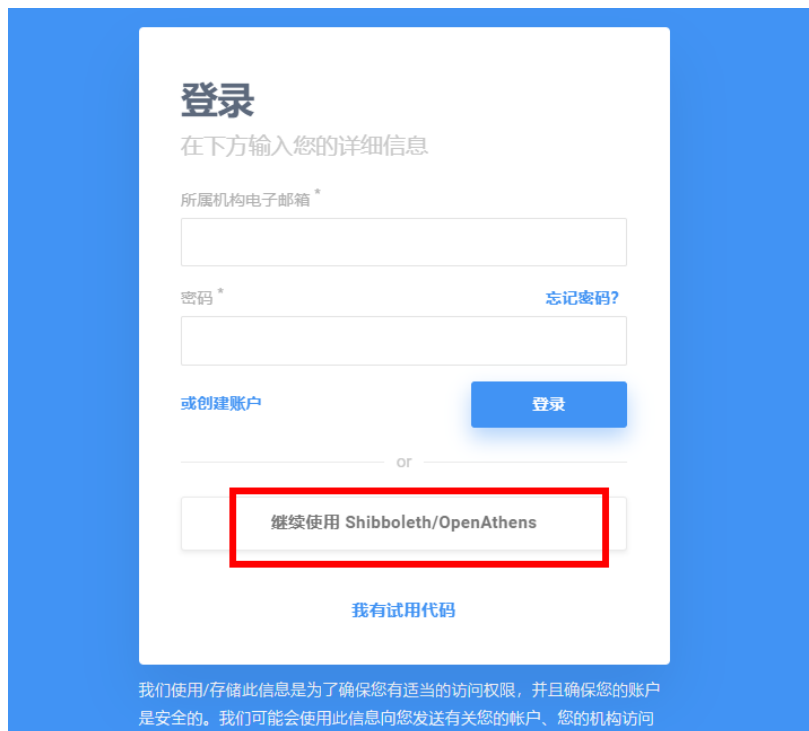 登录
在下方输入您的详细信息
所属机构电子邮箱 *
密码 *
忘记密码?
或创建账户
登录
or
继续使用 Shibboleth/OpenAthens
我有试用代码
我们使用/存储此信息是为了确保您有适当的访问权限，并且确保您的账户
是安全的。我们可能会使用此信息向您发送有关您的帐户、您的机构访问